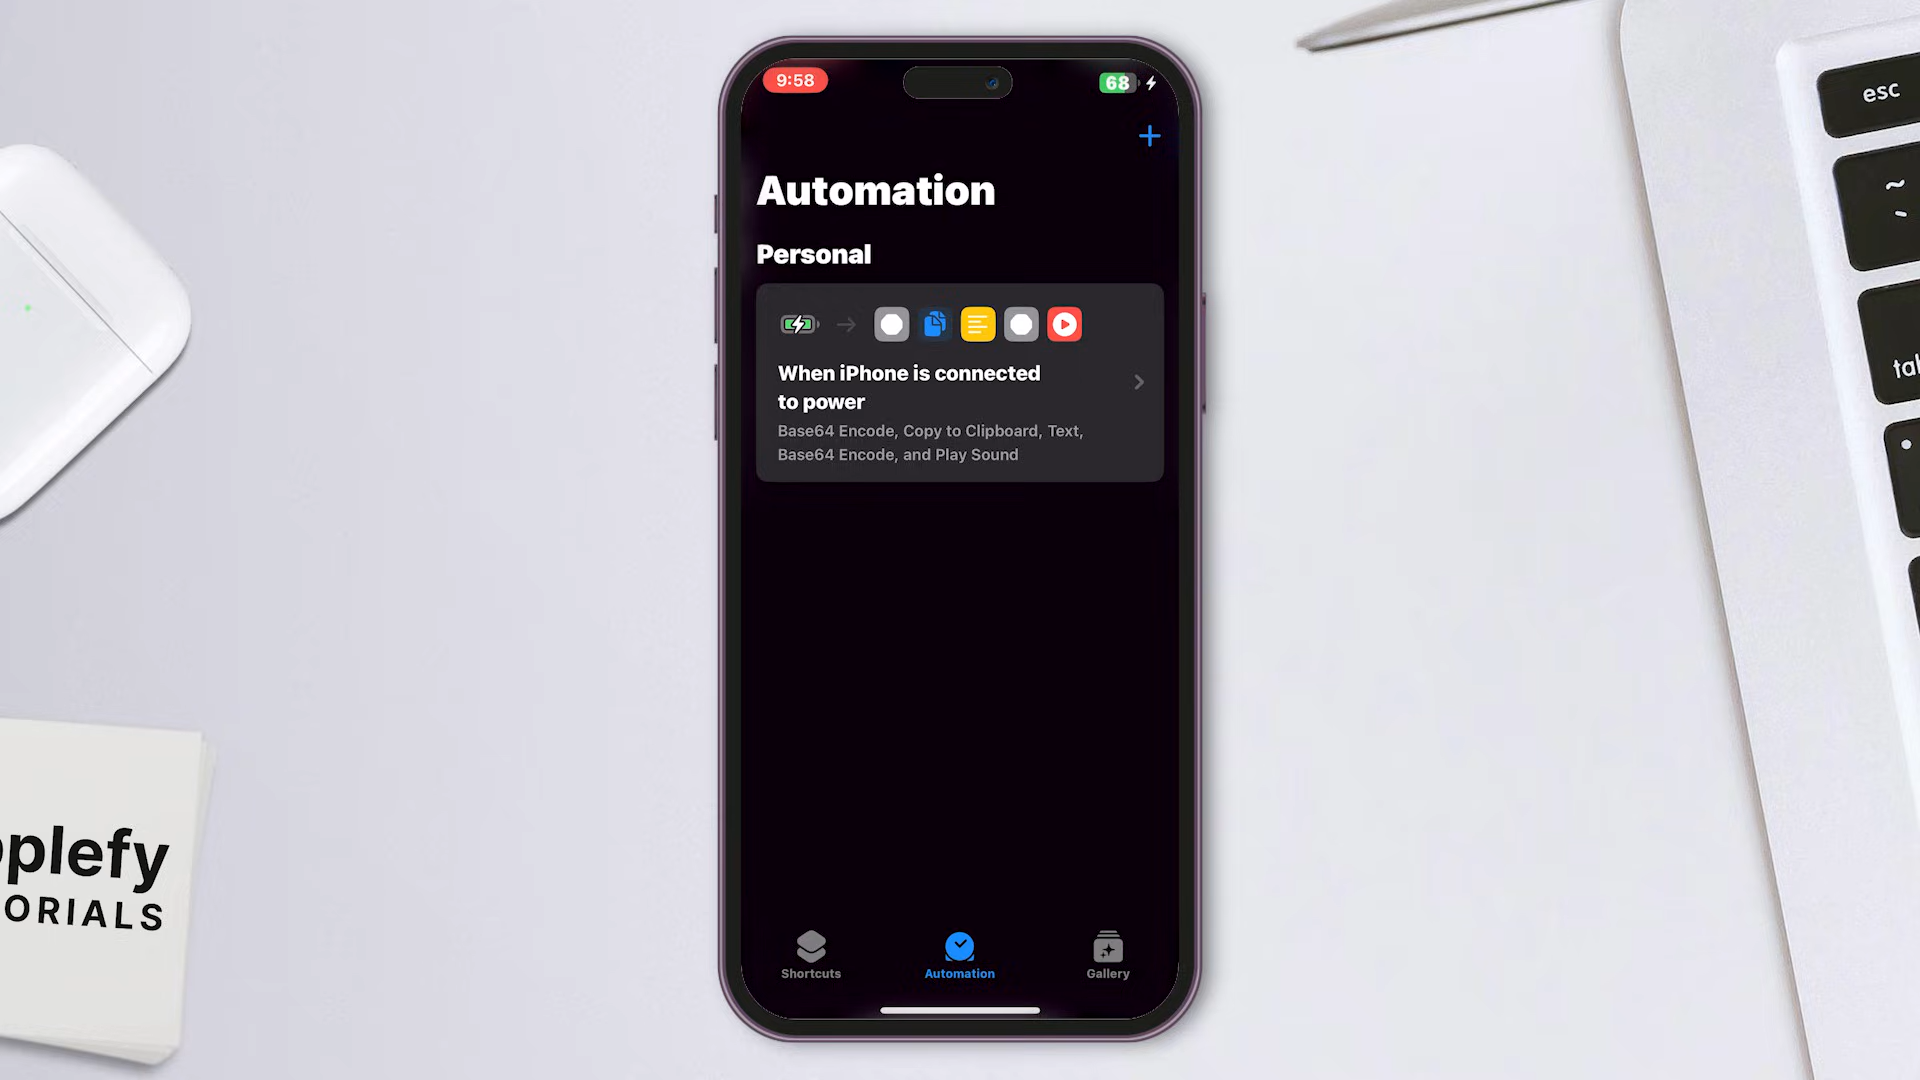 9:58
68
Automation
Personal
When iPhone is connected
to power
Base64 Encode, Copy to Clipboard, Text,
Base64 Encode, and Play Sound
Shortcuts
Automation
Gallery
esc
~
`
plefy
ORIALS